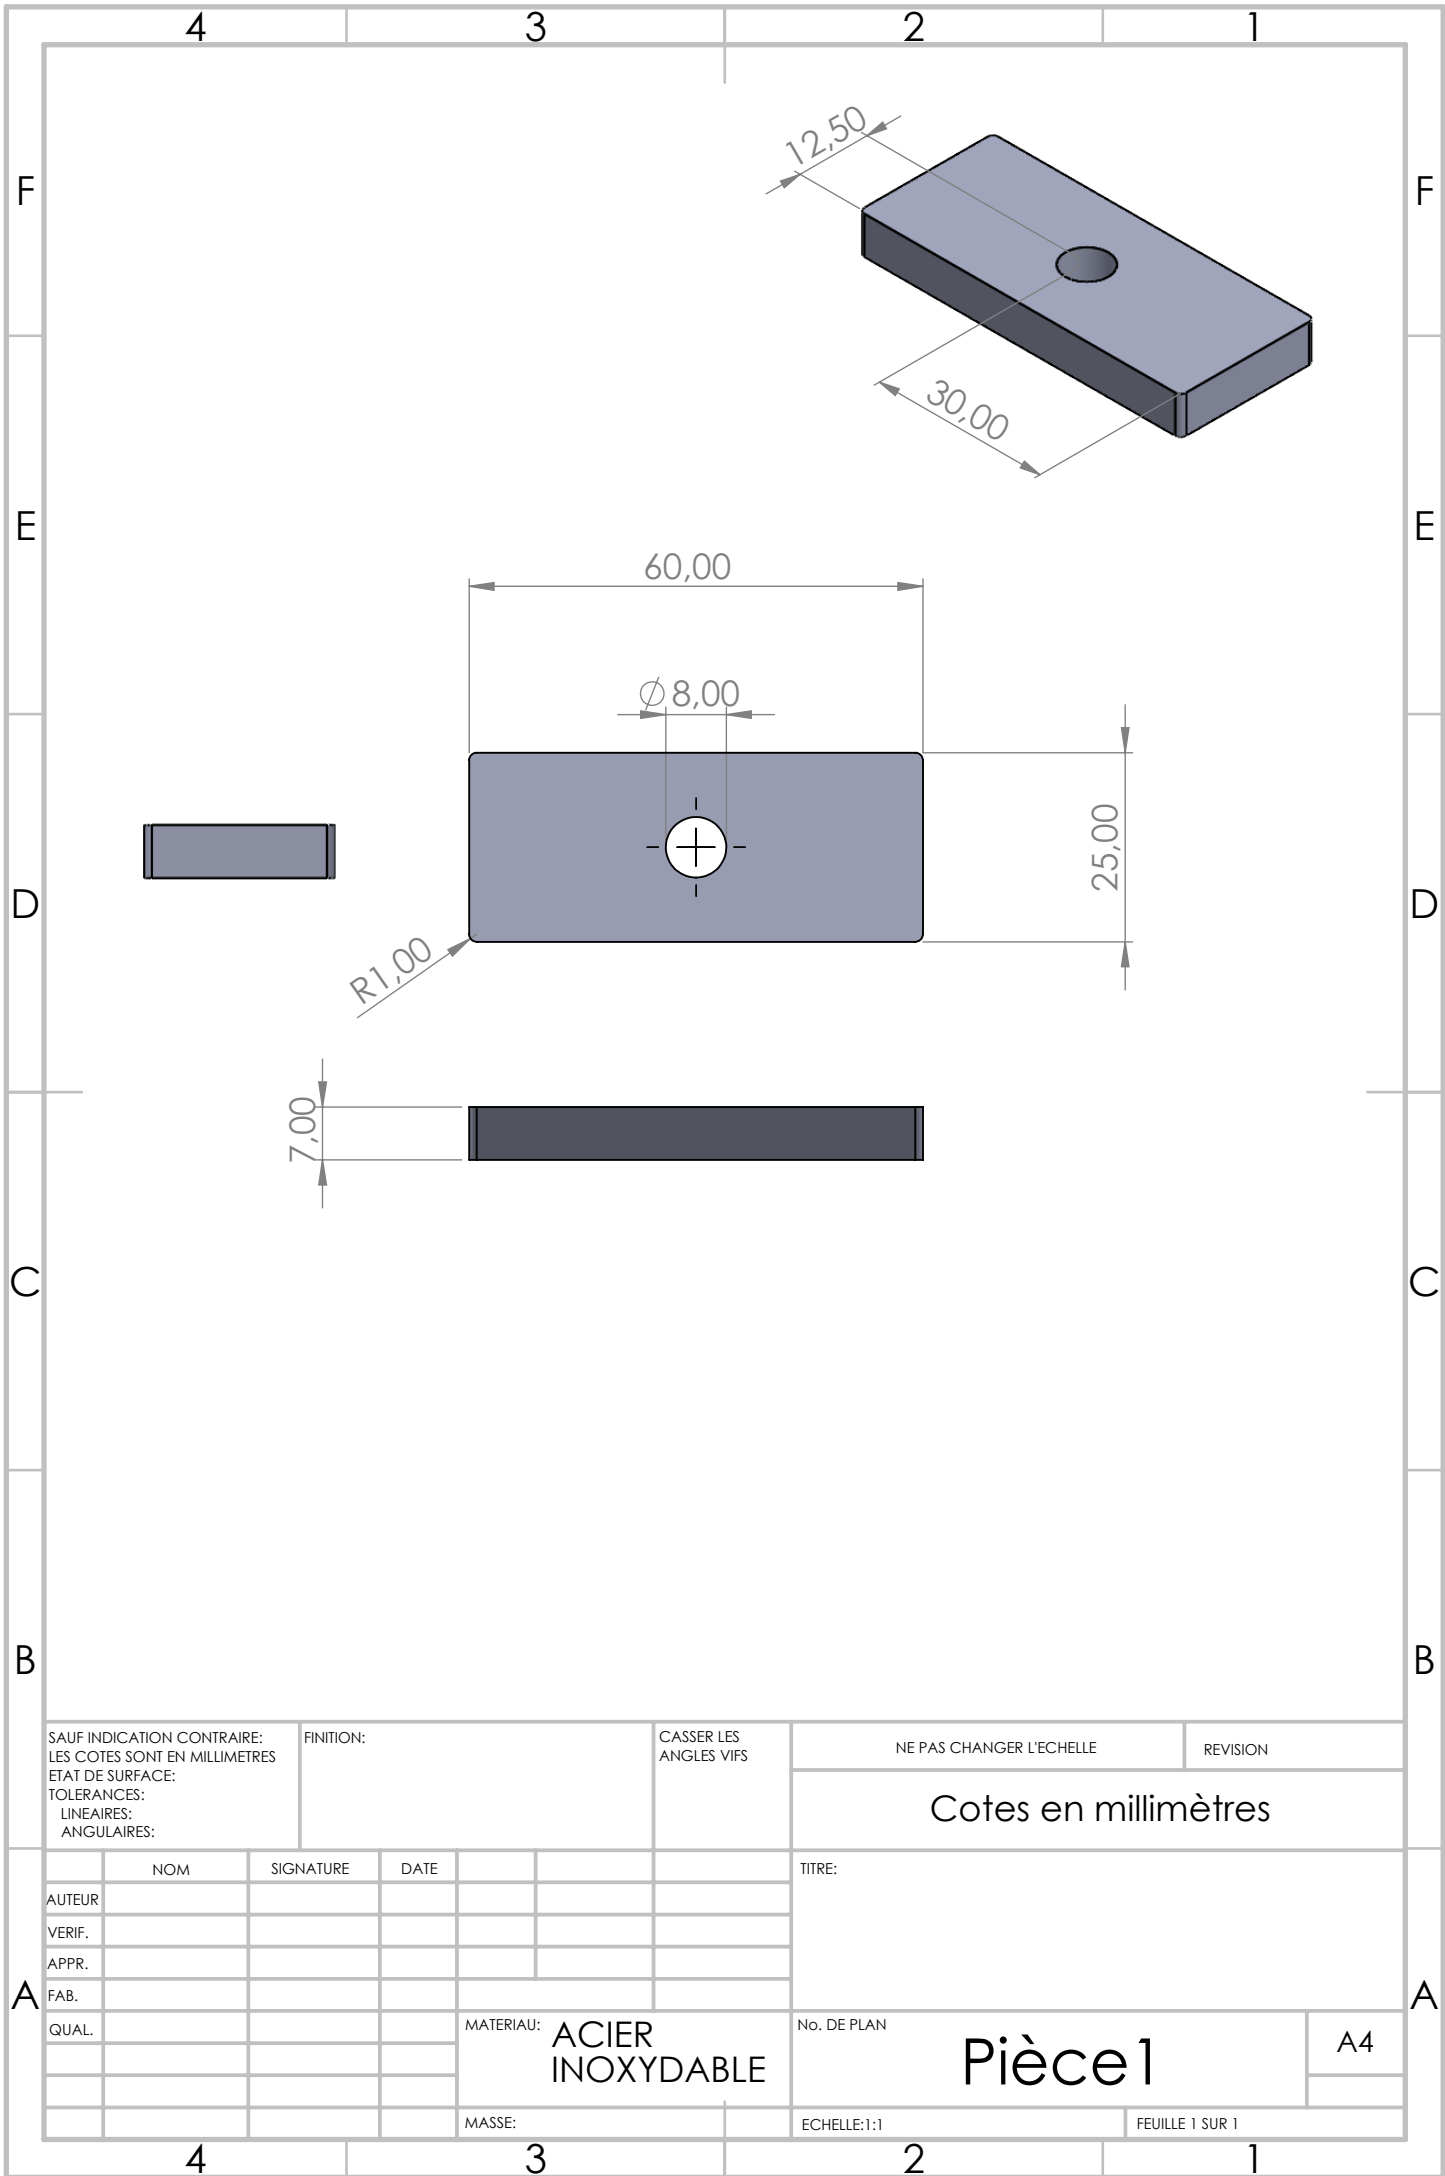 4 3 2 1
F F
E E
D D
C C
B B
A A
12,50
30,00
60,00
∅8,00
25,00
R1,00
7,00
SAUF INDICATION CONTRAIRE:
LES COTES SONT EN MILLIMETRES
ETAT DE SURFACE:
TOLERANCES:
LINEAIRES:
ANGULAIRES:
FINITION:
CASSER LES
ANGLES VIFS
NE PAS CHANGER L'ECHELLE
REVISION
Cotes en millimètres
NOM SIGNATURE DATE
AUTEUR
VERIF.
APPR.
FAB.
QUAL.
TITRE:
MATERIAU: ACIER
INOXYDABLE
No. DE PLAN
Pièce1
A4
MASSE:
ECHELLE:1:1
FEUILLE 1 SUR 1
4 3 2 1